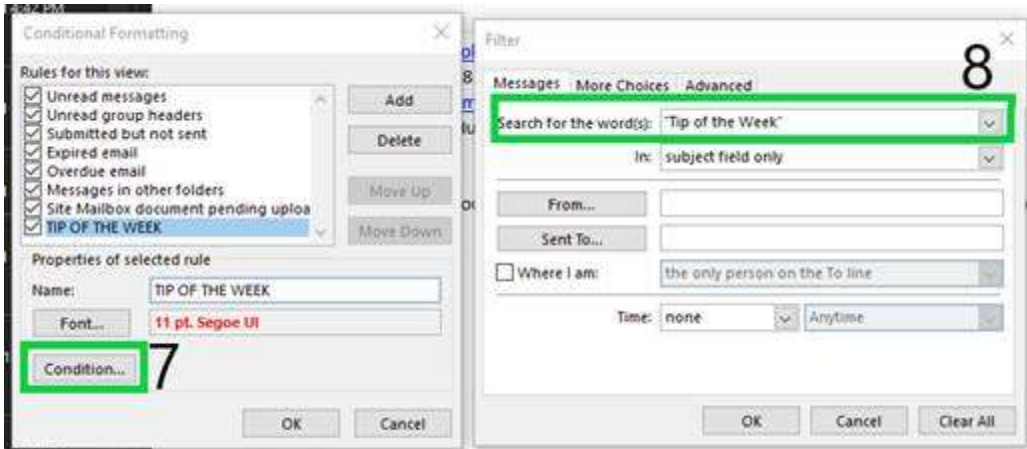 4:42 PM
Conditional Formatting
Rules for this view:
Unread messages
Unread group headers
Submitted but not sent
Expired email
Overdue email
Messages in other folders
Site Mailbox document pending uploa
TIP OF THE WEEK
Add
Delete
Move Up
Move Down
Properties of selected rule
Name: TIP OF THE WEEK
Font... 11 pt. Segoe UI
Condition... 7
OK Cancel
Filter
8
Messages More Choices Advanced
Search for the word(s): "Tip of the Week"
In: subject field only
From...
Sent To...
Where I am: the only person on the To line
Time: none Anytime
OK Cancel Clear All